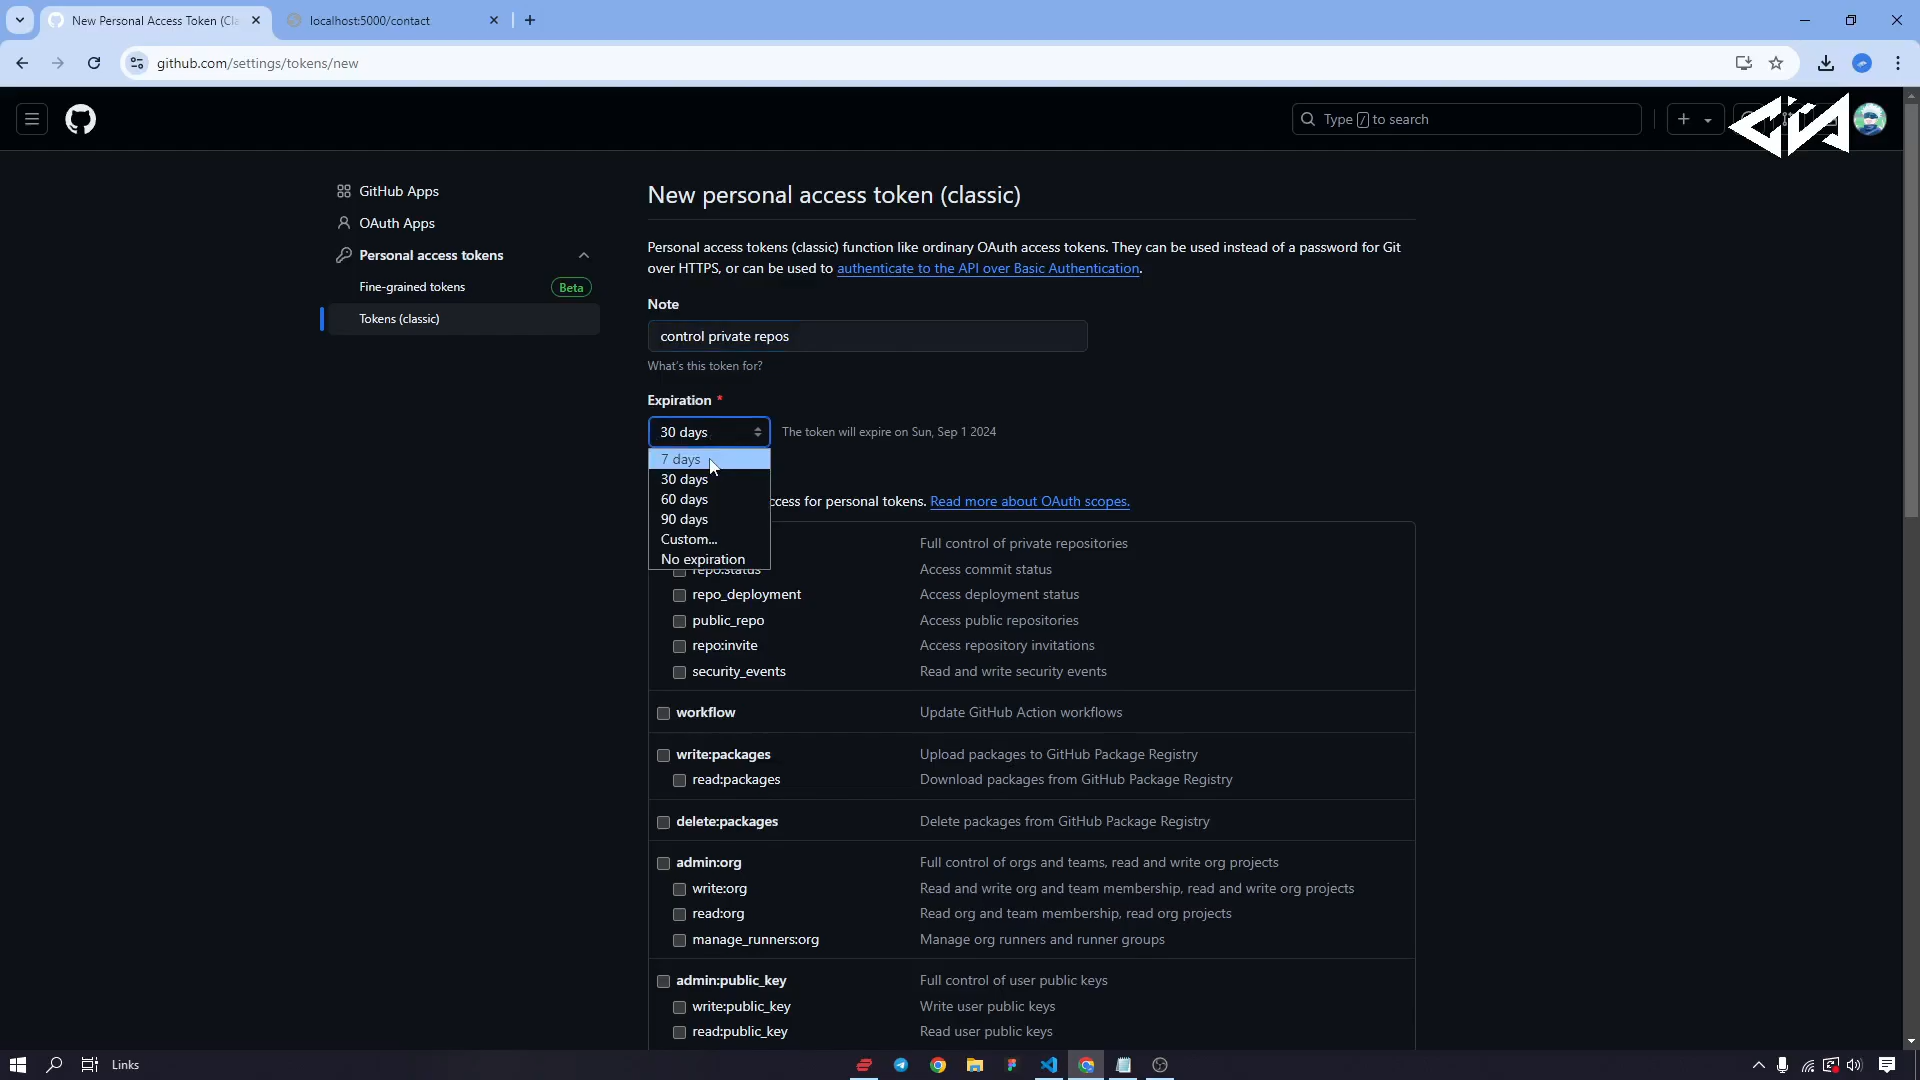 New Personal Access Token (Cla
localhost:5000/contact
github.com/settings/tokens/new
Type / to search
GitHub Apps
OAuth Apps
Personal access tokens
Fine-grained tokens
Beta
Tokens (classic)
New personal access token (classic)
Personal access tokens (classic) function like ordinary OAuth access tokens. They can be used instead of a password for Git
over HTTPS, or can be used to authenticate to the API over Basic Authentication.
Note
control private repos
What's this token for?
Expiration *
30 days
The token will expire on Sun, Sep 1 2024
7 days
30 days
60 days
90 days
Custom...
No expiration
for personal tokens. Read more about OAuth scopes.
Full control of private repositories
repo:status
Access commit status
repo_deployment
Access deployment status
public_repo
Access public repositories
repo:invite
Access repository invitations
security_events
Read and write security events
workflow
Update GitHub Action workflows
write:packages
Upload packages to GitHub Package Registry
read:packages
Download packages from GitHub Package Registry
delete:packages
Delete packages from GitHub Package Registry
admin:org
Full control of orgs and teams, read and write org projects
write:org
Read and write org and team membership, read and write org projects
read:org
Read org and team membership, read org projects
manage_runners:org
Manage org runners and runner groups
admin:public_key
Full control of user public keys
write:public_key
Write user public keys
read:public_key
Read user public keys
Links